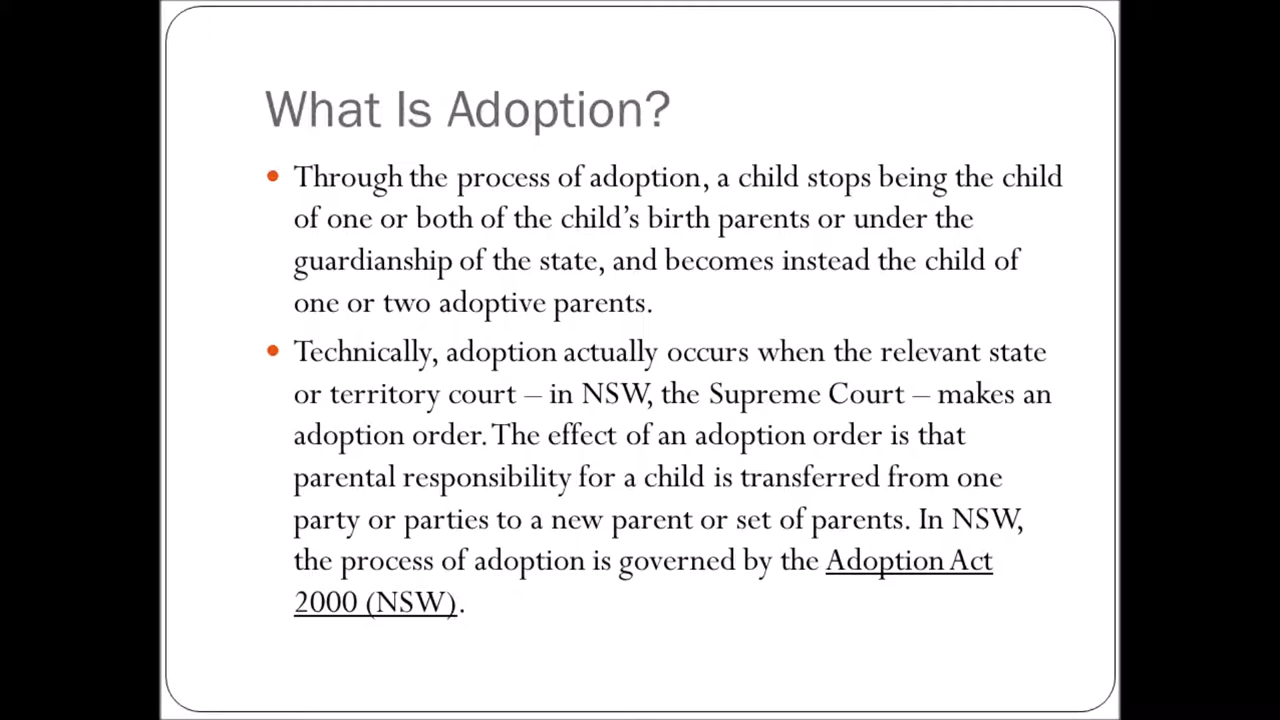 What Is Adoption?
• Through the process of adoption, a child stops being the child
of one or both of the child’s birth parents or under the
guardianship of the state, and becomes instead the child of
one or two adoptive parents.
• Technically, adoption actually occurs when the relevant state
or territory court – in NSW, the Supreme Court – makes an
adoption order. The effect of an adoption order is that
parental responsibility for a child is transferred from one
party or parties to a new parent or set of parents. In NSW,
the process of adoption is governed by the Adoption Act
2000 (NSW).